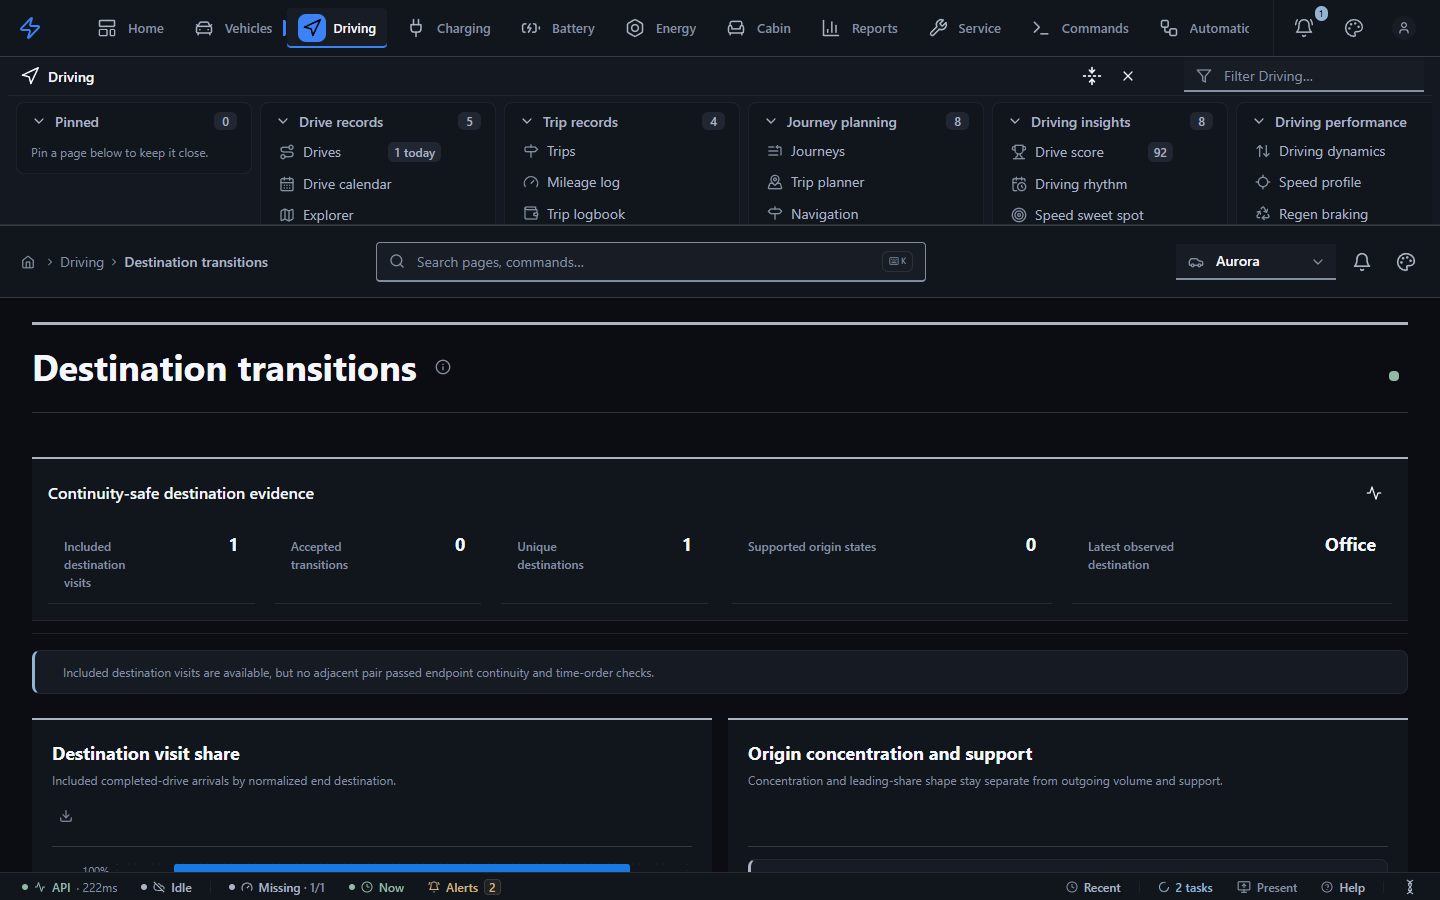 Home
Vehicles
Driving
Charging
Battery
Energy
Cabin
Reports
Service
Commands
Automatic
1
Driving
Filter Driving...
Pinned 0
Pin a page below to keep it close.
Drive records 5
Drives 1 today
Drive calendar
Explorer
Trip records 4
Trips
Mileage log
Trip logbook
Journey planning 8
Journeys
Trip planner
Navigation
Driving insights 8
Drive score 92
Driving rhythm
Speed sweet spot
Driving performance
Driving dynamics
Speed profile
Regen braking
Driving
Destination transitions
Search pages, commands...
K
Aurora
Destination transitions
Continuity-safe destination evidence
Included destination visits 1
Accepted transitions 0
Unique destinations 1
Supported origin states 0
Latest observed destination Office
Included destination visits are available, but no adjacent pair passed endpoint continuity and time-order checks.
Destination visit share
Included completed-drive arrivals by normalized end destination.
100%
Origin concentration and support
Concentration and leading-share shape stay separate from outgoing volume and support.
API · 222ms
Idle
Missing · 1/1
Now
Alerts 2
Recent
2 tasks
Present
Help